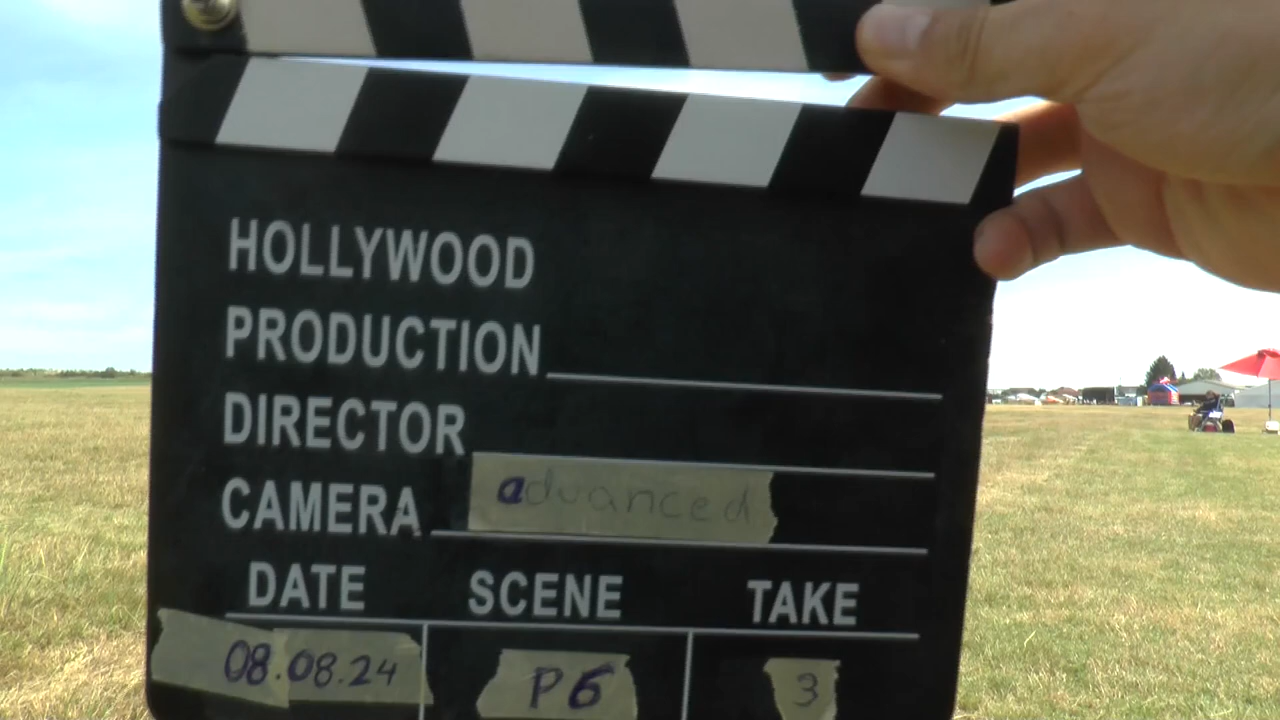 HOLLYWOOD
PRODUCTION
DIRECTOR
CAMERA advanced
DATE SCENE TAKE
08.08.24 P6 3